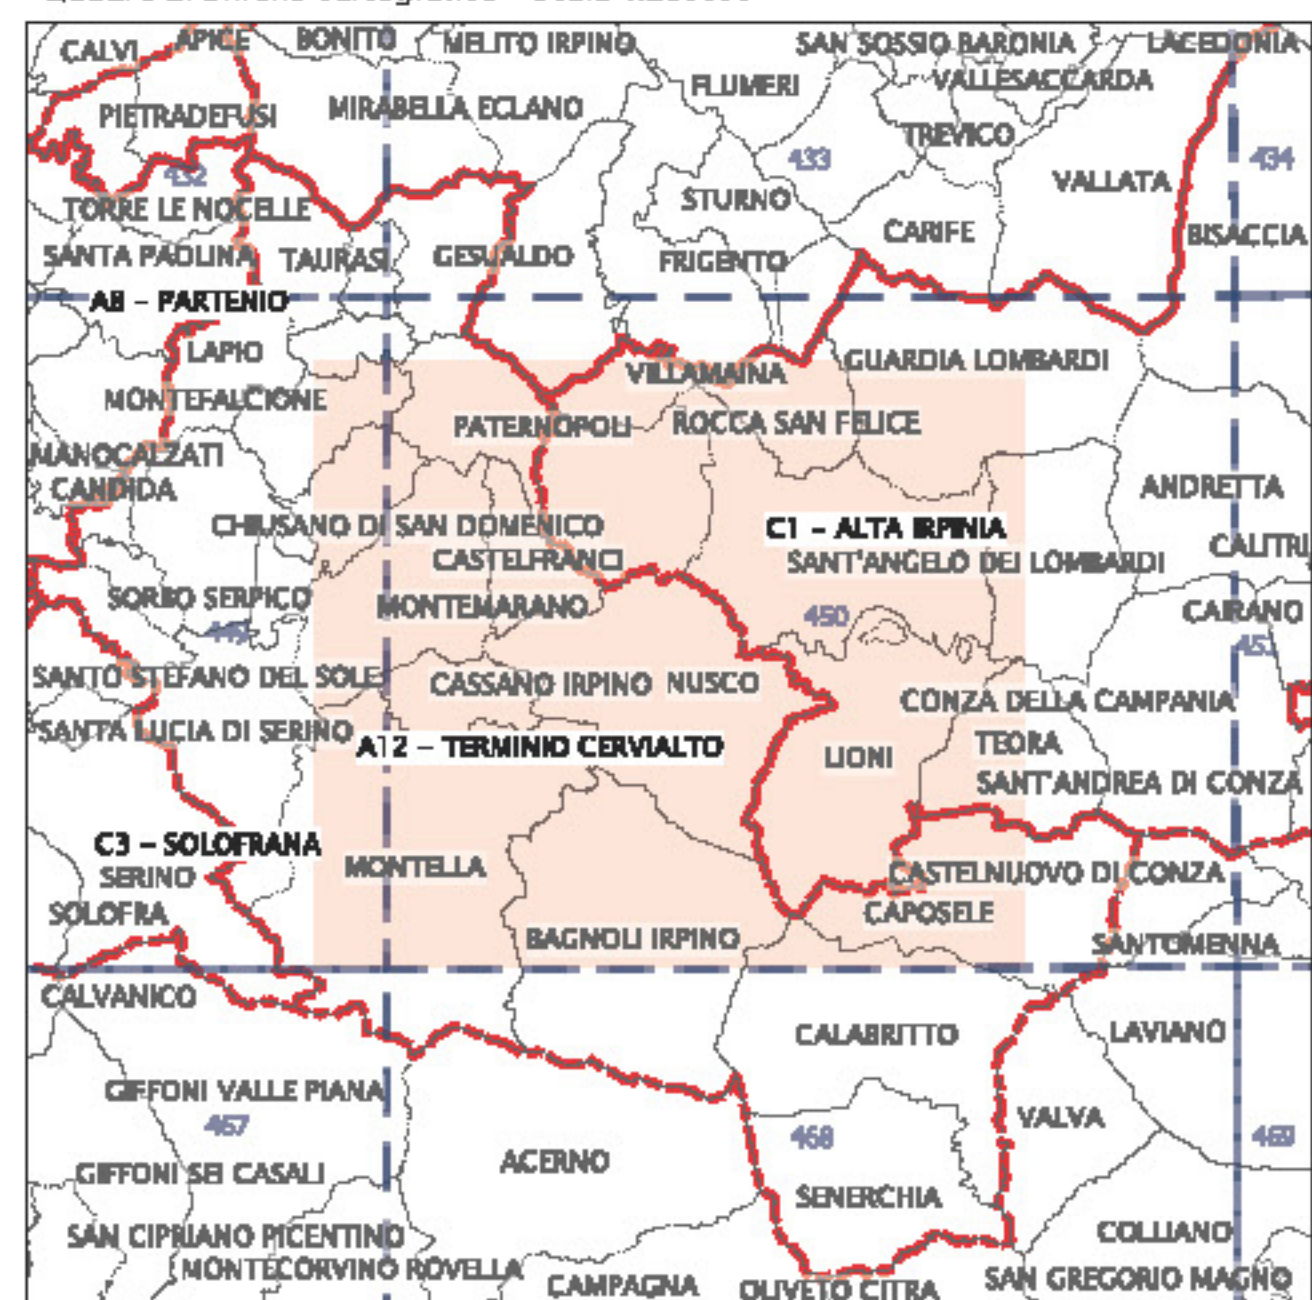 CALVI
APICE
BONITO
MELITO IRPINO
SAN SOSSIO BARONIA
LACEDONIA
FLUMERI
VALLESACCARDA
PIETRADEFUSI
MIRABELLA ECLANO
TREVICO
432
433
434
VALLATA
STURNO
TORRE LE NOCELLE
CARIFE
BISACCIA
SANTA PAOLINA
TAURASI
GESUALDO
FRIGENTO
A8 - PARTENIO
LAPIO
VILLAMAINA
GUARDIA LOMBARDI
MONTEFALCIONE
PATERNOPOLI
ROCCA SAN FELICE
MANOCALZATI
CANDIDA
ANDRETTA
CHIUSANO DI SAN DOMENICO
C1 - ALTA IRPINIA
CASTELFRANCI
SANT'ANGELO DEI LOMBARDI
CALITRI
SORBO SERPICO
MONTEMARANO
450
CAIRANO
451
SANTO STEFANO DEL SOLE
CASSANO IRPINO
NUSCO
CONZA DELLA CAMPANIA
SANTA LUCIA DI SERINO
A12 - TERMINIO CERVIALTO
LIONI
TEORA
SANT'ANDREA DI CONZA
C3 - SOLOFRANA
SERINO
MONTELLA
CASTELNUOVO DI CONZA
SOLOFRA
CAPOSELE
BAGNOLI IRPINO
SANTOMENNA
CALVANICO
CALABRITTO
LAVIANO
GIFFONI VALLE PIANA
467
VALVA
468
469
GIFFONI SEI CASALI
ACERNO
SENERCHIA
SAN CIPRIANO PICENTINO
COLLIANO
MONTECORVINO ROVELLA
CAMPAGNA
OLIVETO CITRA
SAN GREGORIO MAGNO